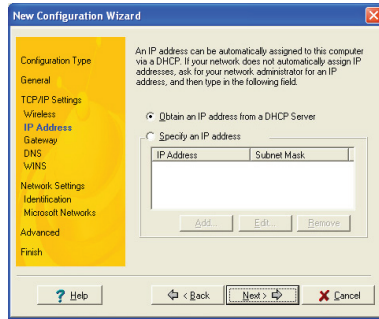 New Configuration Wizard
Configuration Type
General
TCP/IP Settings
Wireless
IP Address
Gateway
DNS
WINS
Network Settings
Identification
Microsoft Networks
Advanced
Finish
An IP address can be automatically assigned to this computer
via a DHCP. If your network does not automatically assign IP
addresses, ask for your network administrator for an IP
address, and then type in the following field.
Obtain an IP address from a DHCP Server
Specify an IP address
IP Address Subnet Mask
Add... Edit... Remove
? Help < Back Next > Cancel